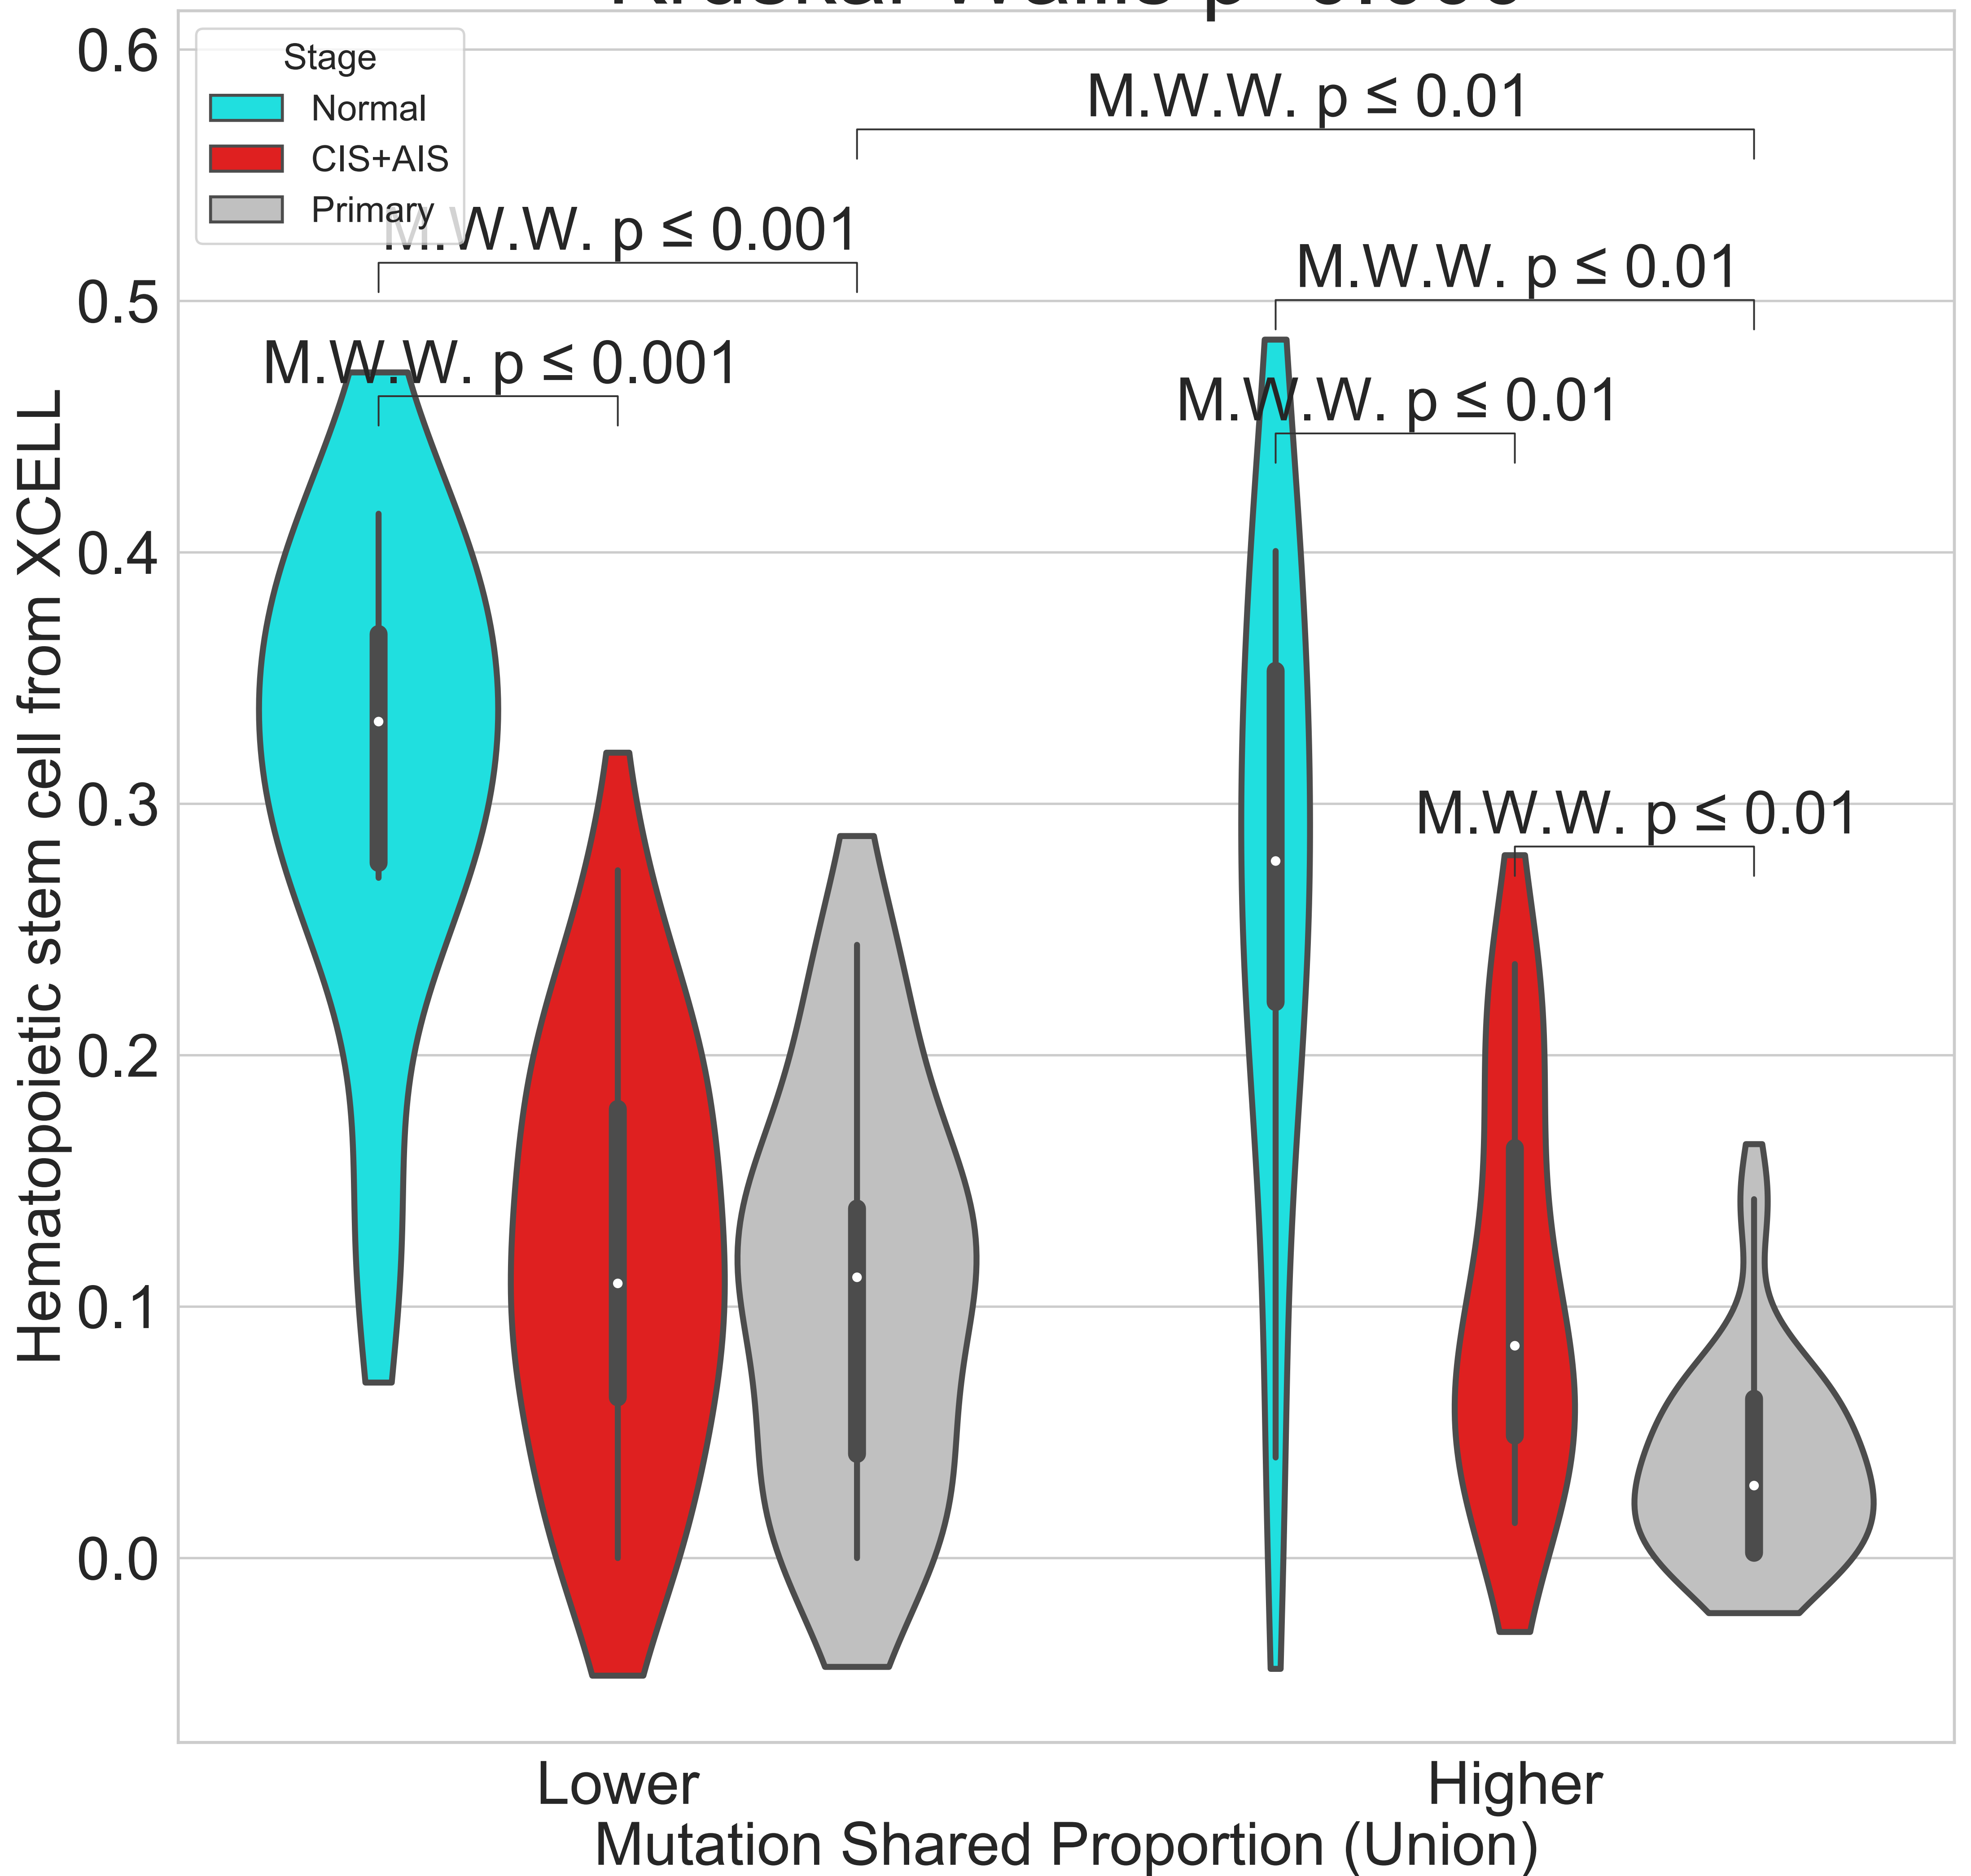 0.6
0.5
0.4
0.3
0.2
0.1
0.0
Hematopoietic stem cell from XCELL
Stage
Normal
CIS+AIS
Primary
M.W.W. p ≤ 0.01
M.W.W. p ≤ 0.001
M.W.W. p ≤ 0.01
M.W.W. p ≤ 0.001
M.W.W. p ≤ 0.01
M.W.W. p ≤ 0.01
Lower
Higher
Mutation Shared Proportion (Union)